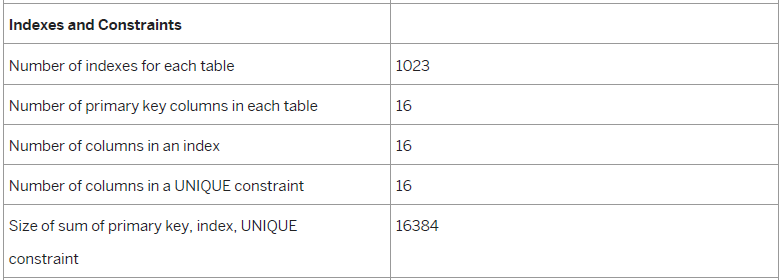 Indexes and Constraints
Number of indexes for each table 1023
Number of primary key columns in each table 16
Number of columns in an index 16
Number of columns in a UNIQUE constraint 16
Size of sum of primary key, index, UNIQUE 16384
constraint